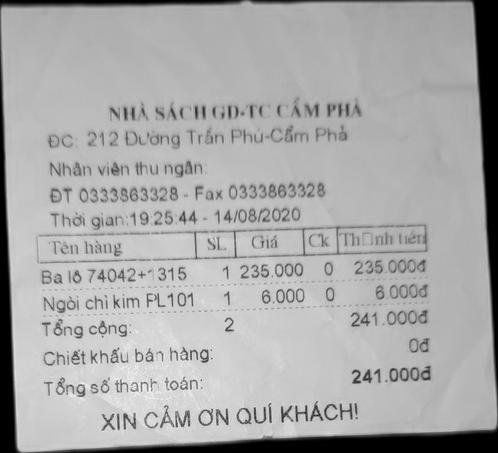 NHÀ SÁCH GD-TC CẨM PHẢ
ĐC: 212 Đường Trần Phú-Cẩm Phả
Nhân viên thu ngân:
ĐT 0333863328 - Fax 0333863328
Thời gian:19:25:44 - 14/08/2020
Tên hàng SL Giá Ck Th□nh tiền
Ba lô 74042+1315 1 235.000 0 235.000đ
Ngòi chì kim PL101 1 6.000 0 6.000đ
Tổng cộng: 2 241.000đ
Chiết khấu bán hàng: 0đ
Tổng số thanh toán: 241.000đ
XIN CẢM ƠN QUÍ KHÁCH!